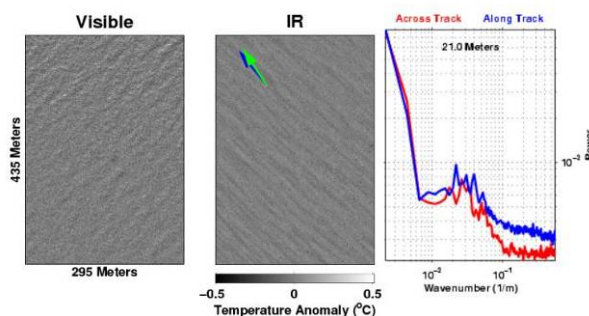 Visible
IR
Across Track Along Track
21.0 Meters
435 Meters
295 Meters
−0.5 0 0.5
Temperature Anomaly (°C)
10⁻²
10⁻² 10⁻¹
Wavenumber (1/m)